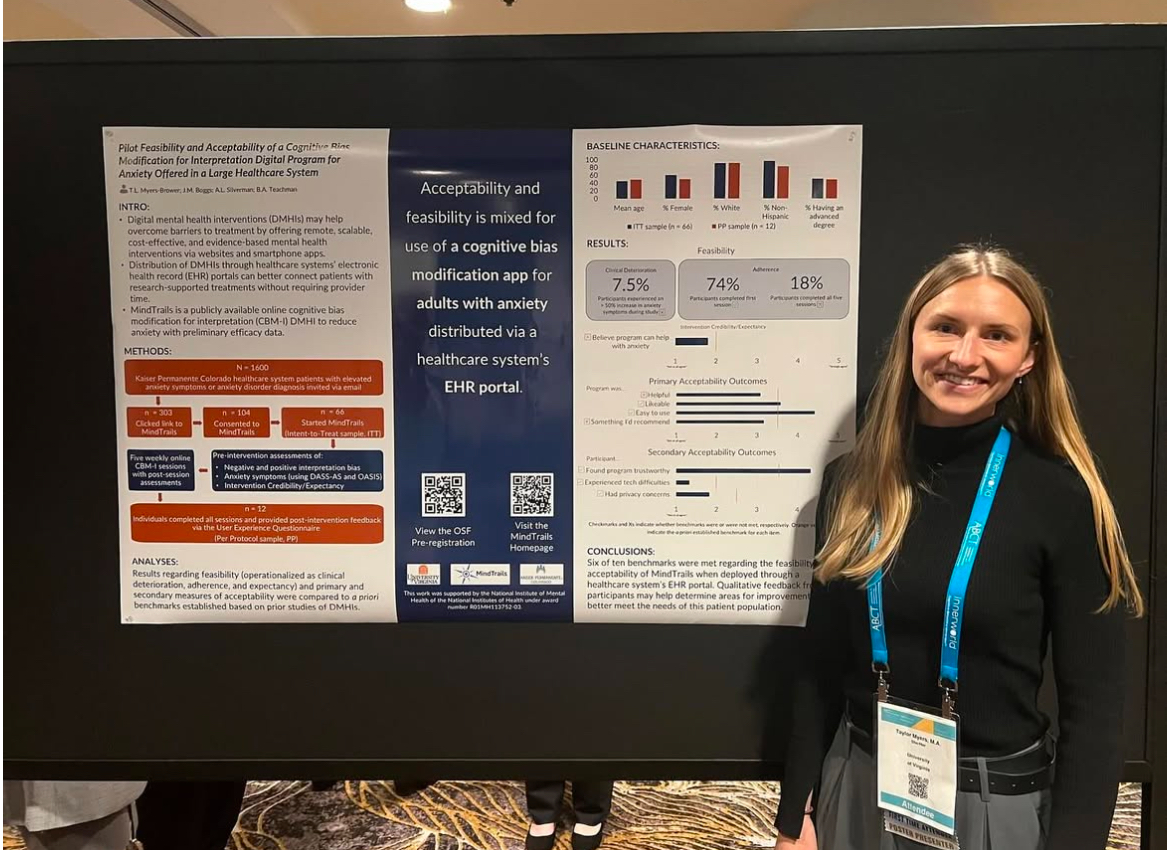 Pilot Feasibility and Acceptability of a Cognitive Bias
Modification for Interpretation Digital Program for
Anxiety Offered in a Large Healthcare System
T.L. Myers-Brower; J.M. Boggs; A.L. Silverman; B.A. Teachman
INTRO:
• Digital mental health interventions (DMHIs) may help
overcome barriers to treatment by offering remote, scalable,
cost-effective, and evidence-based mental health
interventions via websites and smartphone apps.
• Distribution of DMHIs through healthcare systems' electronic
health record (EHR) portals can better connect patients with
research-supported treatments without requiring provider
time.
• MindTrails is a publicly available online cognitive bias
modification for interpretation (CBM-I) DMHI to reduce
anxiety with preliminary efficacy data.
METHODS:
N = 1600
Kaiser Permanente Colorado healthcare system patients with elevated
anxiety symptoms or anxiety disorder diagnosis invited via email
n = 303
Clicked link to
MindTrails
n = 104
Consented to
MindTrails
n = 66
Started MindTrails
(Intent-to-Treat sample, ITT)
Five weekly online
CBM-I sessions
with post-session
assessments
Pre-intervention assessments of:
• Negative and positive interpretation bias
• Anxiety symptoms (using DASS-AS and OASIS)
• Intervention Credibility/Expectancy
n = 12
Individuals completed all sessions and provided post-intervention feedback
via the User Experience Questionnaire
(Per Protocol sample, PP)
ANALYSES:
Results regarding feasibility (operationalized as clinical
deterioration, adherence, and expectancy) and primary and
secondary measures of acceptability were compared to a priori
benchmarks established based on prior studies of DMHIs.
Acceptability and
feasibility is mixed for
use of a cognitive bias
modification app for
adults with anxiety
distributed via a
healthcare system's
EHR portal.
View the OSF
Pre-registration
Visit the
MindTrails
Homepage
UNIVERSITY
of VIRGINIA
MindTrails
This work was supported by the National Institute of Mental
Health of the National Institutes of Health under award
number R01MH113752-03
BASELINE CHARACTERISTICS:
100
80
60
40
20
0
Mean age
% Female
% White
% Non-
Hispanic
% Having an
advanced
degree
ITT sample (n = 66)
PP sample (n = 12)
RESULTS:
Feasibility
Clinical Deterioration
7.5%
Participants experienced an
50% increase in anxiety
symptoms during study
Adherence
74%
Participants completed first
session
18%
Participants completed all five
sessions
Intervention Credibility/Expectancy
Believe program can help
with anxiety
1 2 3 4 5
Primary Acceptability Outcomes
Program was...
Helpful
Likeable
Easy to use
Something I'd recommend
1 2 3 4
Secondary Acceptability Outcomes
Participant...
Found program trustworthy
Experienced tech difficulties
Had privacy concerns
1 2 3 4
Checkmarks and Xs indicate whether benchmarks were or were not met, respectively. Orange
indicate the a priori established benchmark for each item.
CONCLUSIONS:
Six of ten benchmarks were met regarding the feasibility
acceptability of MindTrails when deployed through a
healthcare system's EHR portal. Qualitative feedback
participants may help determine areas for improvement
better meet the needs of this patient population.
ABCT
innerworld
innerworld
Taylor Myers, M.A.
She/Her
University
of Virginia
Attendee
FIRST TIME ATTENDEE
POSTER PRESENTER